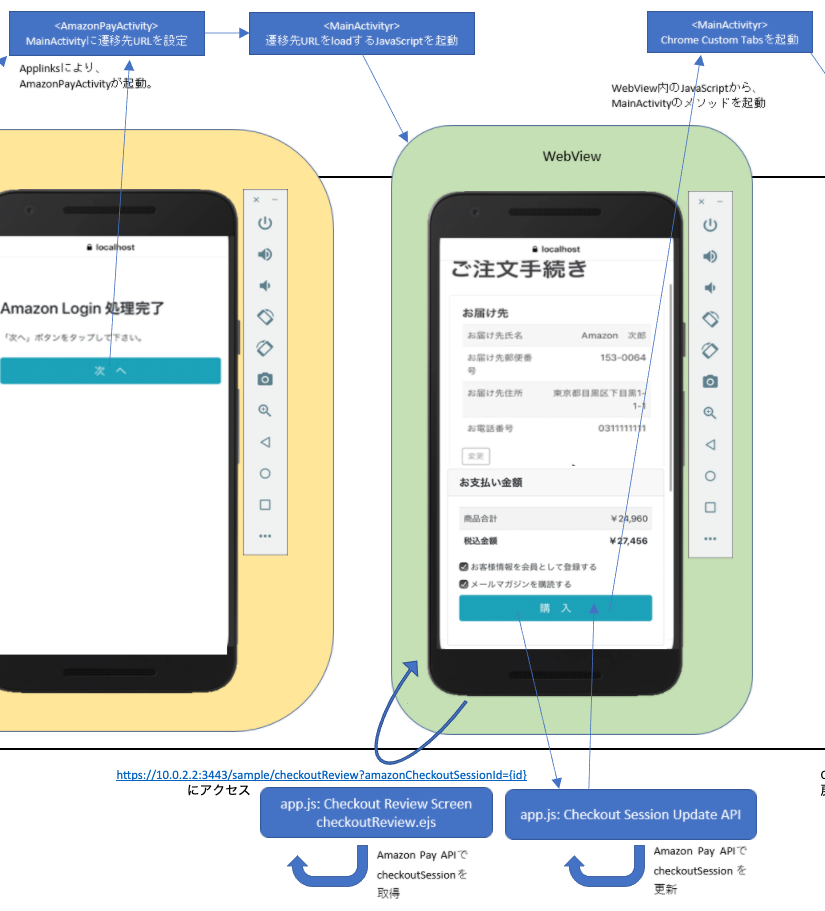 <AmazonPayActivity>
MainActivityに遷移先URLを設定
<MainActivityr>
遷移先URLをloadするJavaScriptを起動
<MainActivityr>
Chrome Custom Tabsを起動
Applinksにより、
AmazonPayActivityが起動。
WebView内のJavaScriptから、
MainActivityのメソッドを起動
WebView
localhost
Amazon Login 処理完了
「次へ」ボタンをタップして下さい。
次 へ
localhost
ご注文手続き
お届け先
お届け先氏名 Amazon 次郎
お届け先郵便番 153-0064
号
お届け先住所 東京都目黒区下目黒1-
1-1
お電話番号 0311111111
変更
お支払い金額
商品合計 ￥24,960
税込金額 ￥27,456
お客様情報を会員として登録する
メールマガジンを購読する
購 入
https://10.0.2.2:3443/sample/checkoutReview?amazonCheckoutSessionId={id}
にアクセス
app.js: Checkout Review Screen
checkoutReview.ejs
app.js: Checkout Session Update API
Amazon Pay APIで
checkoutSessionを
取得
Amazon Pay APIで
checkoutSession を
更新